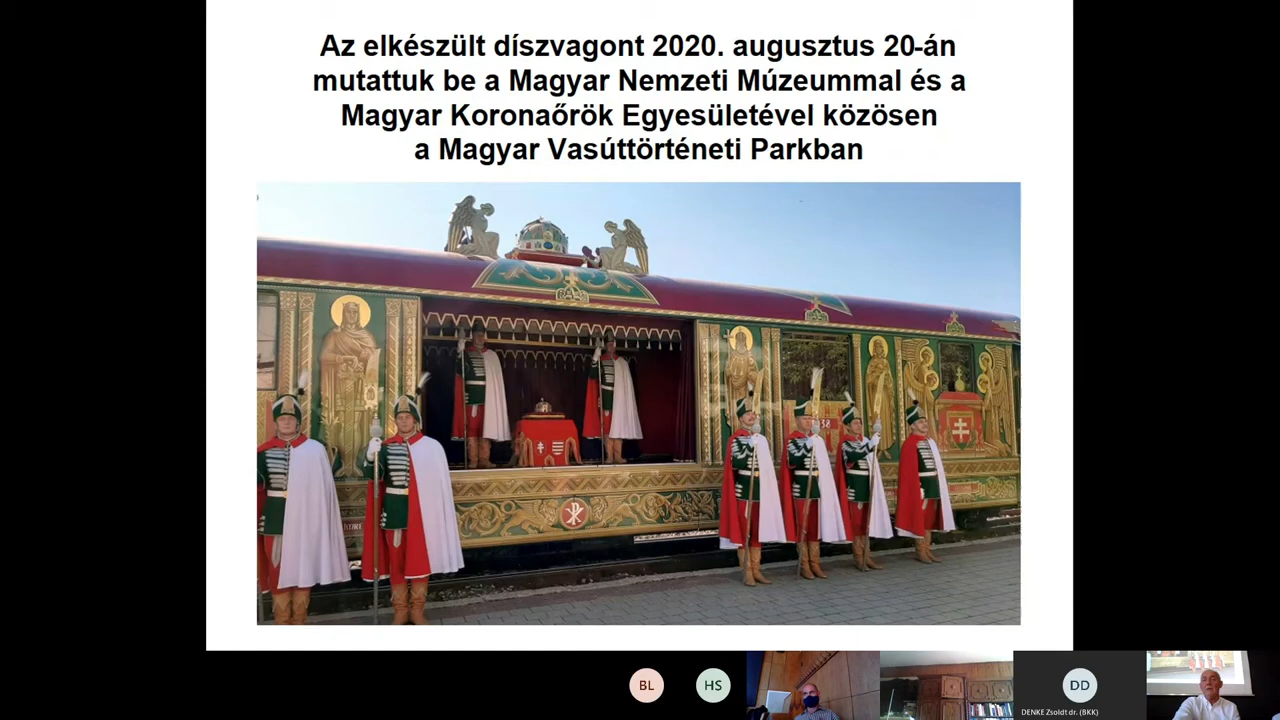 Az elkészült díszvagont 2020. augusztus 20-án
mutattuk be a Magyar Nemzeti Múzeummal és a
Magyar Koronaőrök Egyesületével közösen
a Magyar Vasúttörténeti Parkban
38
BL
HS
DD
DENKE Zsoldt dr. (BKK)